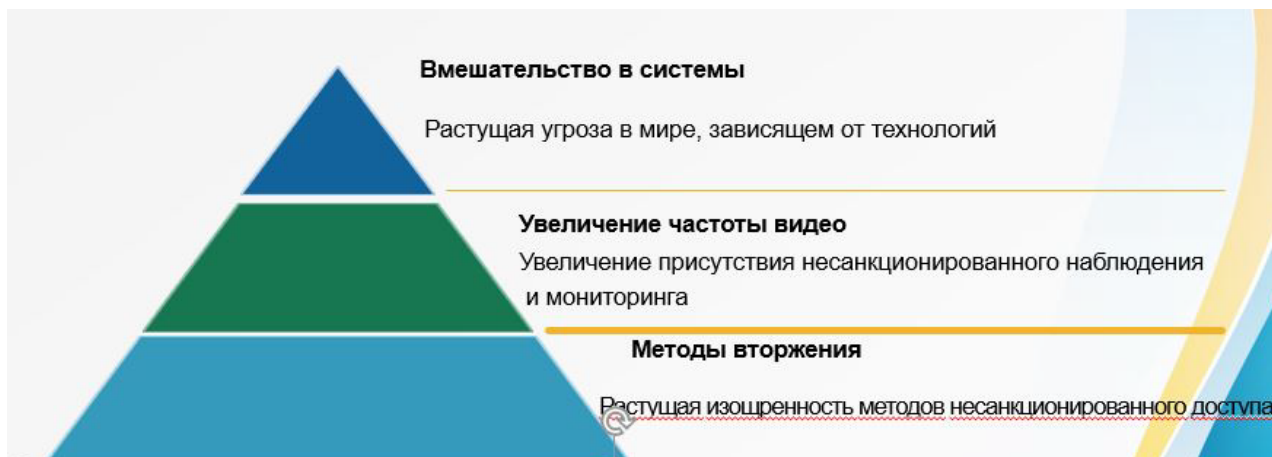 Вмешательство в системы
Растущая угроза в мире, зависящем от технологий
Увеличение частоты видео
Увеличение присутствия несанкционированного наблюдения
и мониторинга
Методы вторжения
Растущая изощренность методов несанкционированного доступа